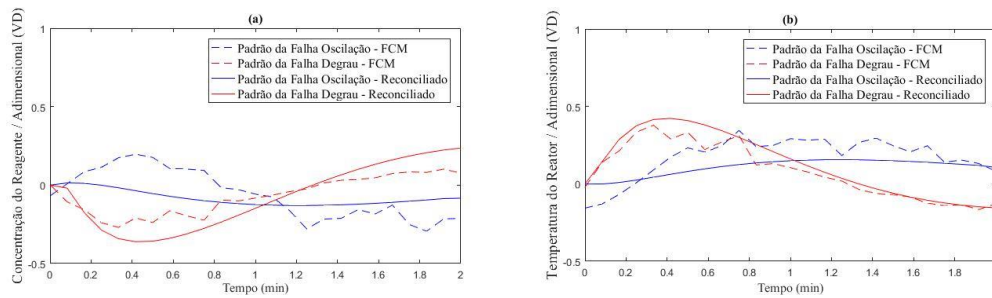 (a)
Concentração do Reagente / Adimensional (VD)
1
0.5
0
-0.5
Padrão da Falha Oscilação - FCM
Padrão da Falha Degrau - FCM
Padrão da Falha Oscilação - Reconciliado
Padrão da Falha Degrau - Reconciliado
0 0.2 0.4 0.6 0.8 1 1.2 1.4 1.6 1.8 2
Tempo (min)
(b)
Temperatura do Reator / Adimensional (VD)
1
0.5
0
-0.5
Padrão da Falha Oscilação - FCM
Padrão da Falha Degrau - FCM
Padrão da Falha Oscilação - Reconciliado
Padrão da Falha Degrau - Reconciliado
0 0.2 0.4 0.6 0.8 1 1.2 1.4 1.6 1.8
Tempo (min)